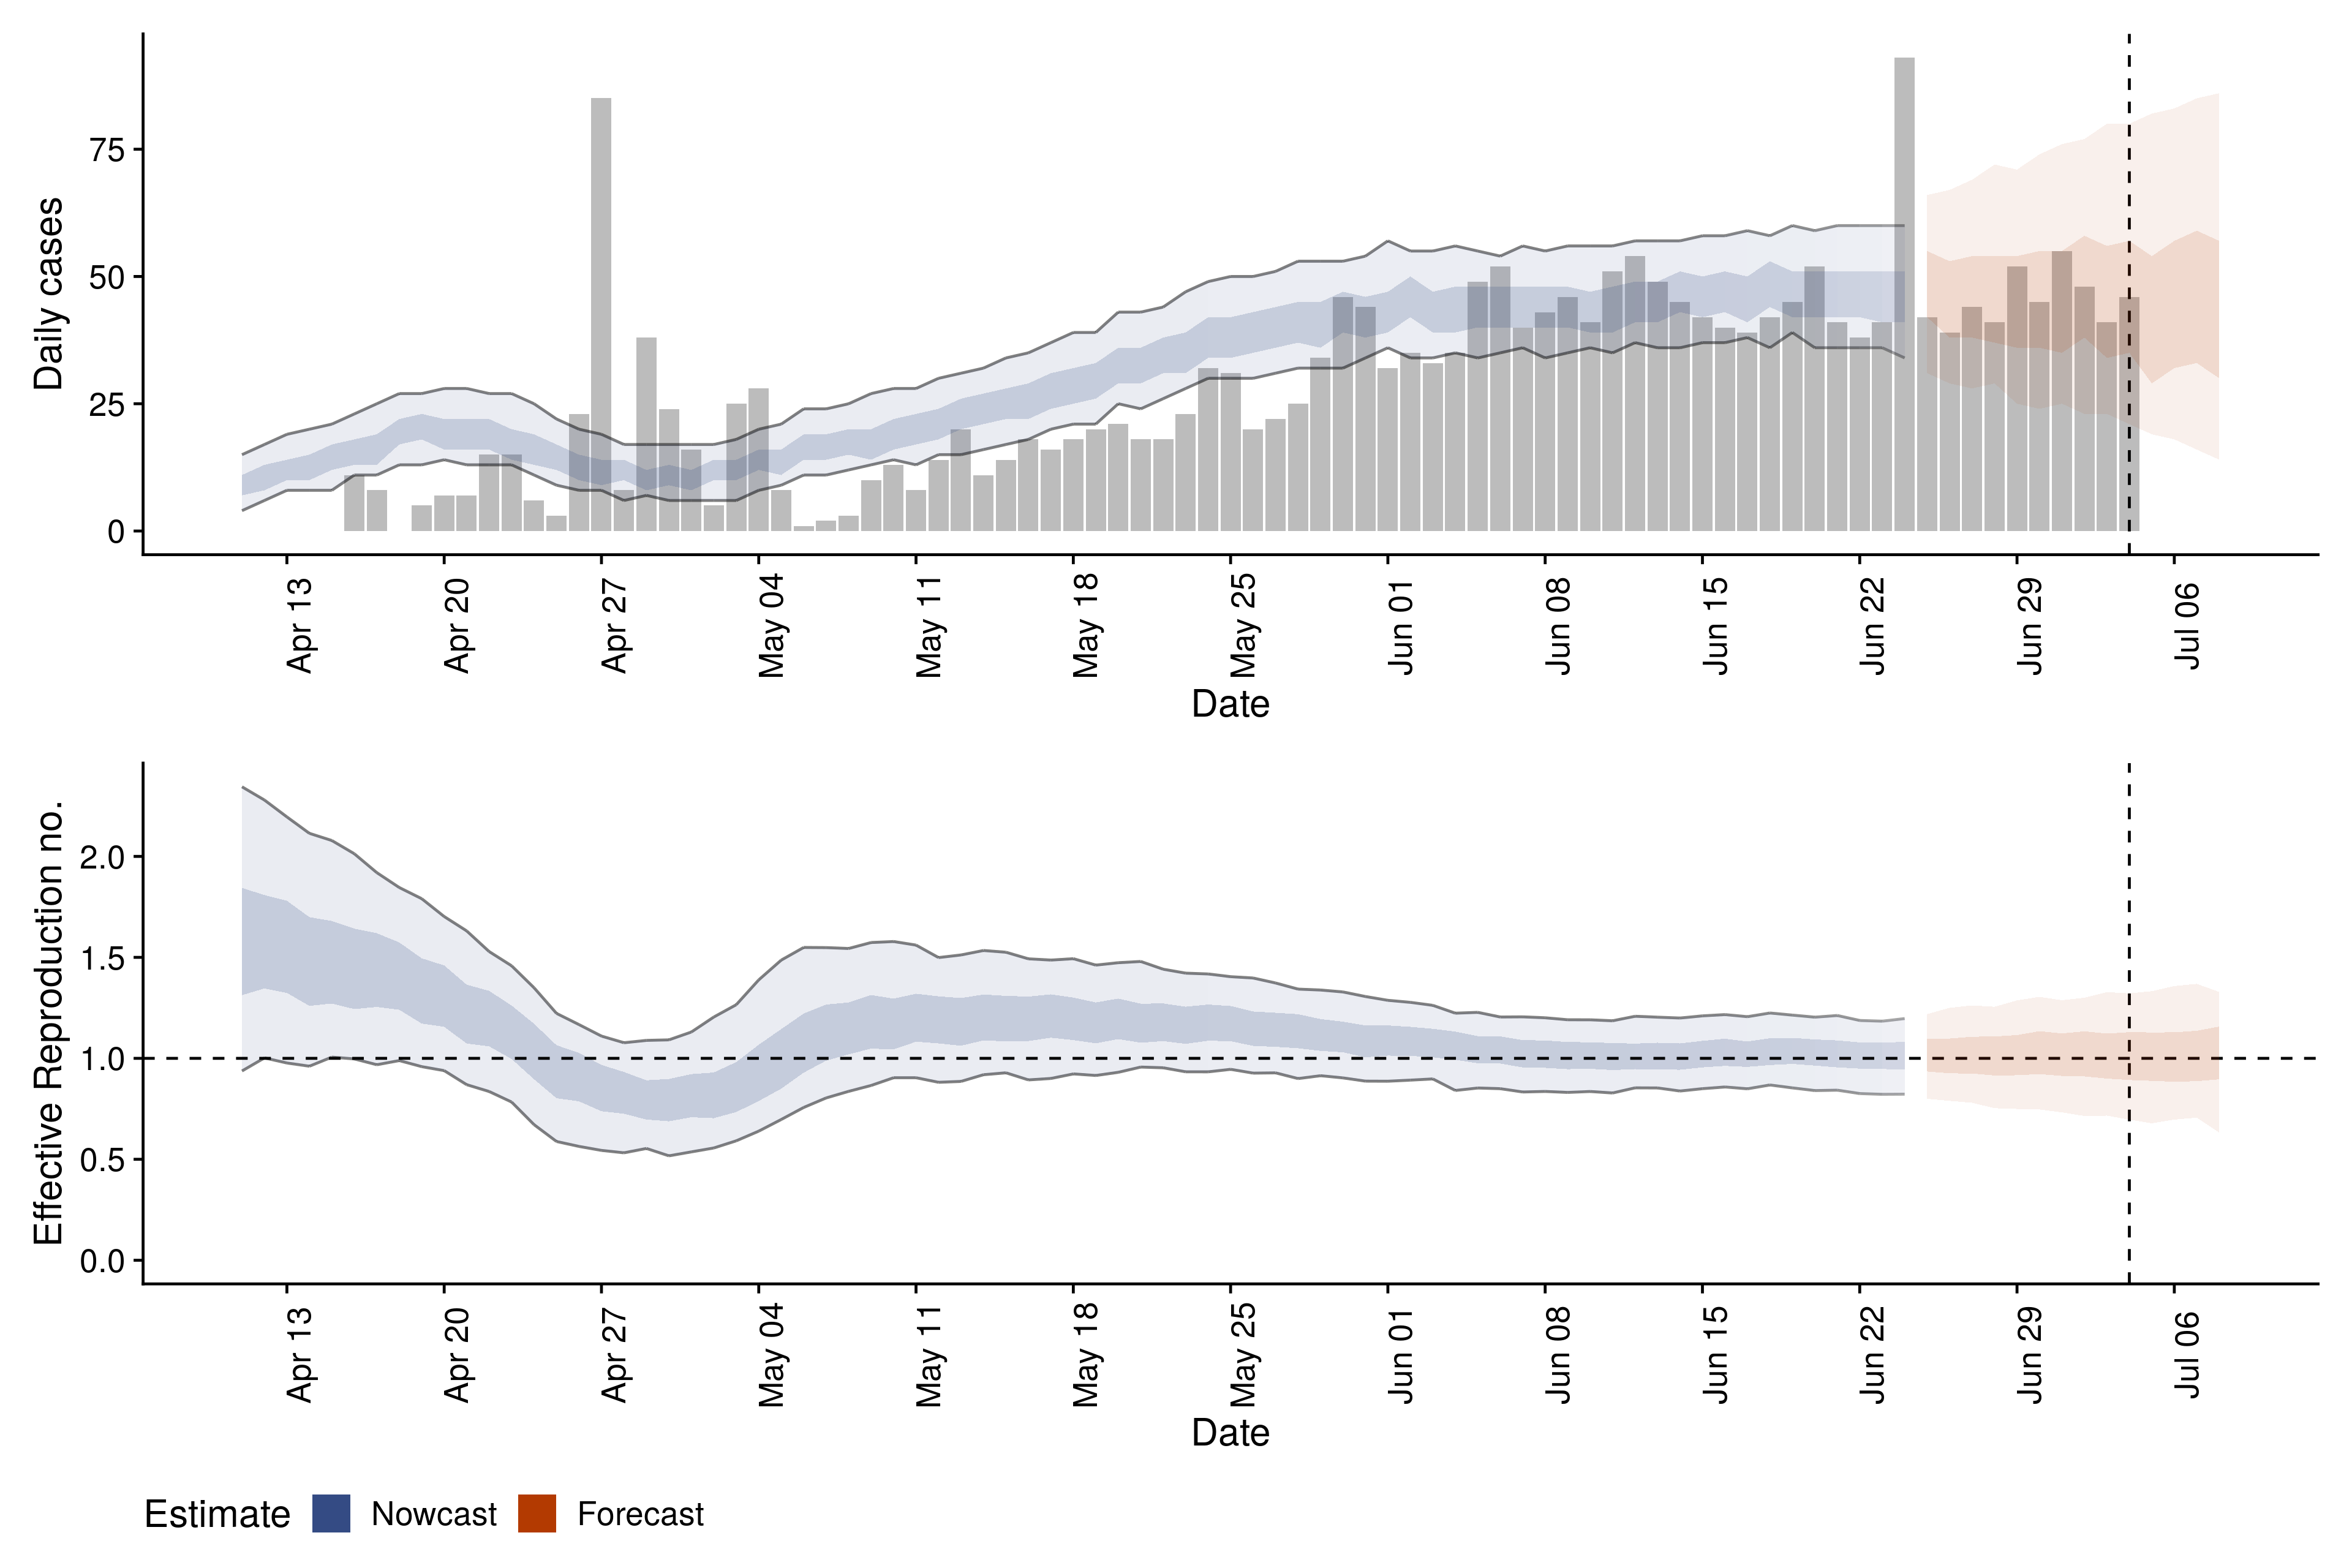 Daily cases
75
50
25
0
Apr 13
Apr 20
Apr 27
May 04
May 11
May 18
May 25
Jun 01
Jun 08
Jun 15
Jun 22
Jun 29
Jul 06
Date
Effective Reproduction no.
2.0
1.5
1.0
0.5
0.0
Apr 13
Apr 20
Apr 27
May 04
May 11
May 18
May 25
Jun 01
Jun 08
Jun 15
Jun 22
Jun 29
Jul 06
Date
Estimate Nowcast Forecast